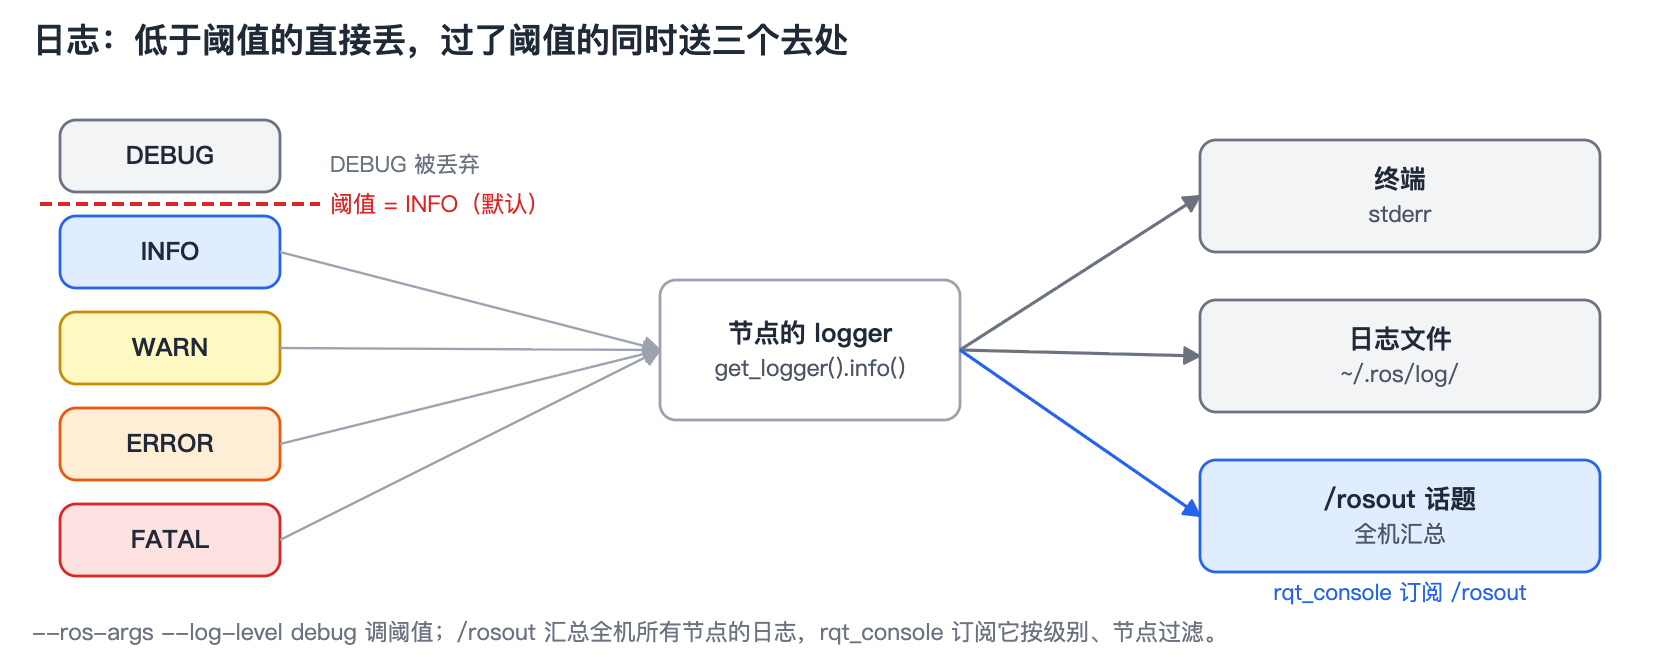 日志：低于阈值的直接丢，过了阈值的同时送三个去处
DEBUG
DEBUG 被丢弃
阈值 = INFO（默认）
INFO
WARN
ERROR
FATAL
节点的 logger
get_logger().info()
终端
stderr
日志文件
~/.ros/log/
/rosout 话题
全机汇总
rqt_console 订阅 /rosout
--ros-args --log-level debug 调阈值；/rosout 汇总全机所有节点的日志，rqt_console 订阅它按级别、节点过滤。